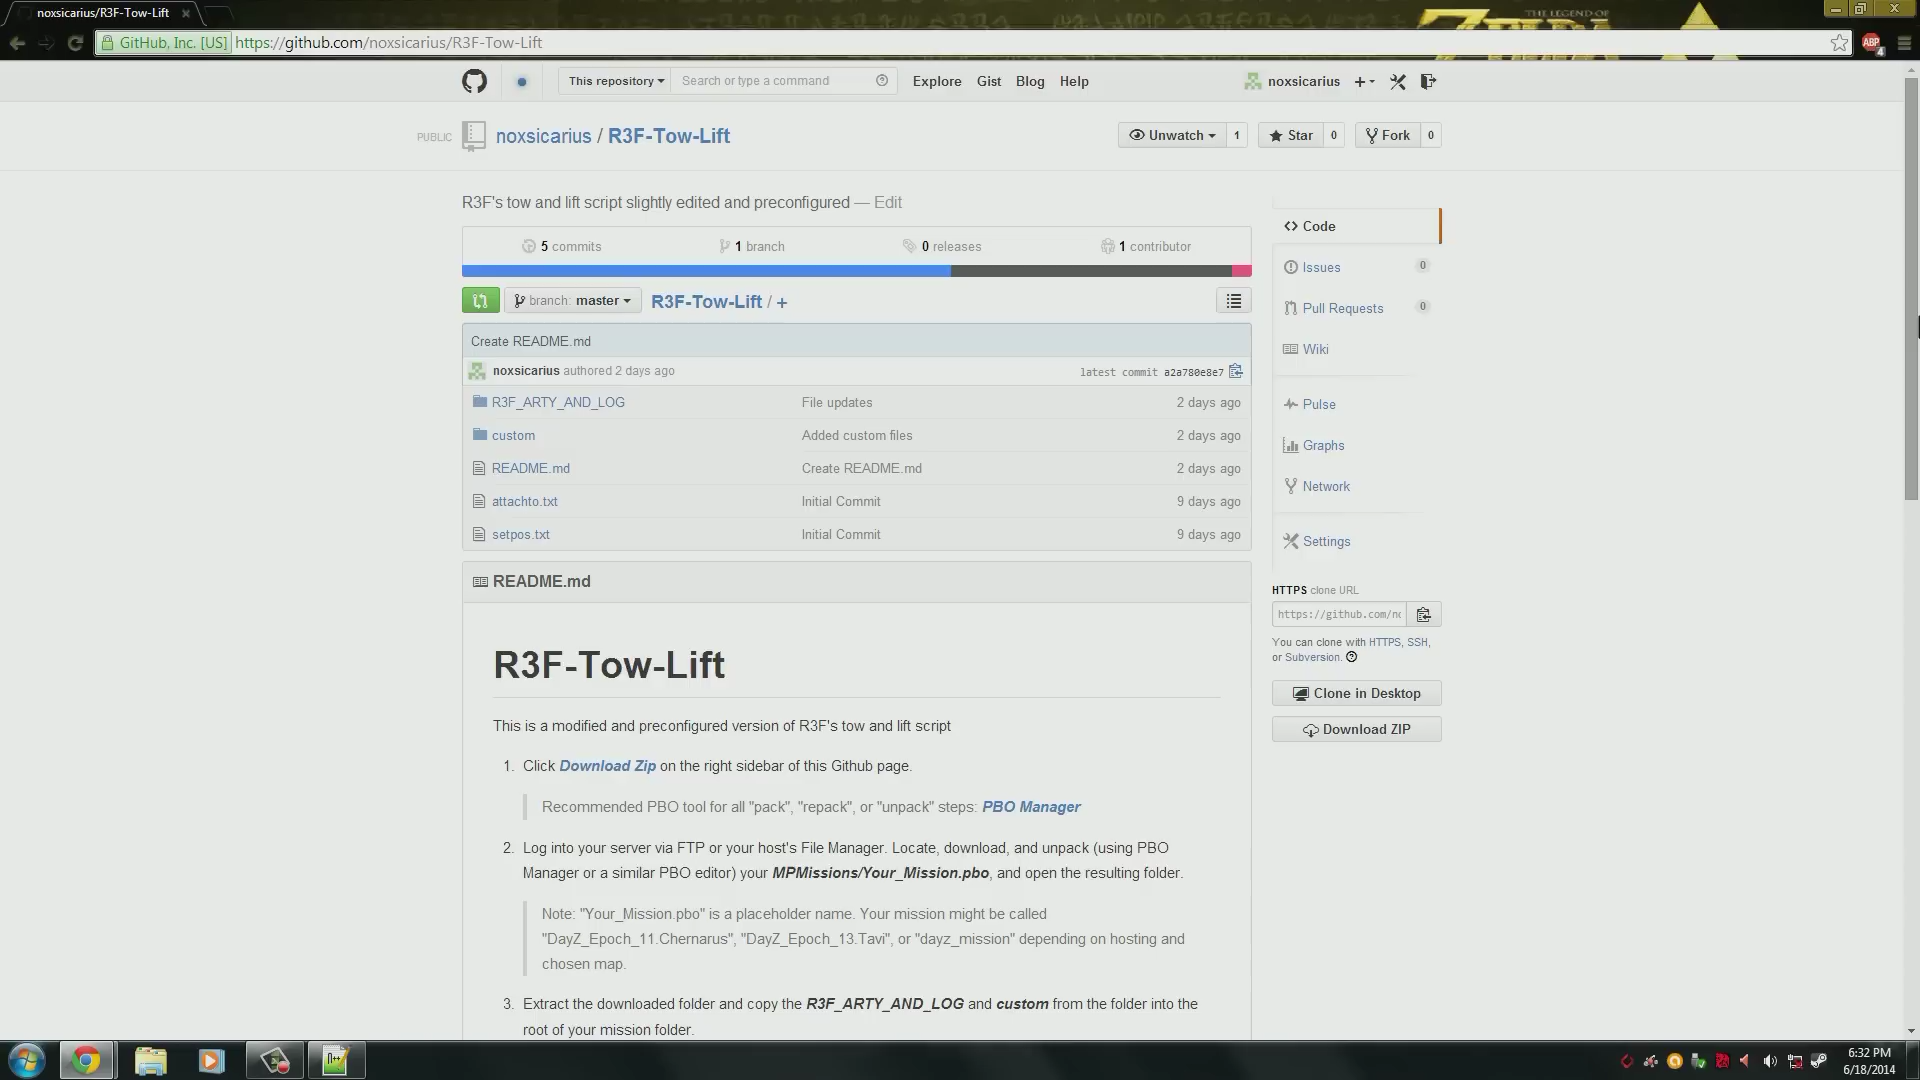 noxsicarius/R3F-Tow-Lift
THE LEGEND OF
ZELDA
GitHub, Inc. [US] https://github.com/noxsicarius/R3F-Tow-Lift
ABP
4
This repository
Search or type a command
Explore
Gist
Blog
Help
noxsicarius
PUBLIC
noxsicarius / R3F-Tow-Lift
Unwatch 1
Star 0
Fork 0
R3F's tow and lift script slightly edited and preconfigured — Edit
5 commits
1 branch
0 releases
1 contributor
branch: master
R3F-Tow-Lift / +
Create README.md
noxsicarius authored 2 days ago
latest commit a2a780e8e7
R3F_ARTY_AND_LOG File updates 2 days ago
custom Added custom files 2 days ago
README.md Create README.md 2 days ago
attachto.txt Initial Commit 9 days ago
setpos.txt Initial Commit 9 days ago
Code
Issues 0
Pull Requests 0
Wiki
Pulse
Graphs
Network
Settings
HTTPS clone URL
https://github.com/no
You can clone with HTTPS, SSH,
or Subversion.
Clone in Desktop
Download ZIP
README.md
R3F-Tow-Lift
This is a modified and preconfigured version of R3F's tow and lift script
1. Click Download Zip on the right sidebar of this Github page.
Recommended PBO tool for all "pack", "repack", or "unpack" steps: PBO Manager
2. Log into your server via FTP or your host's File Manager. Locate, download, and unpack (using PBO
Manager or a similar PBO editor) your MPMissions/Your_Mission.pbo, and open the resulting folder.
Note: "Your_Mission.pbo" is a placeholder name. Your mission might be called
"DayZ_Epoch_11.Chernarus", "DayZ_Epoch_13.Tavi", or "dayz_mission" depending on hosting and
chosen map.
3. Extract the downloaded folder and copy the R3F_ARTY_AND_LOG and custom from the folder into the
root of your mission folder.
6:32 PM
6/18/2014